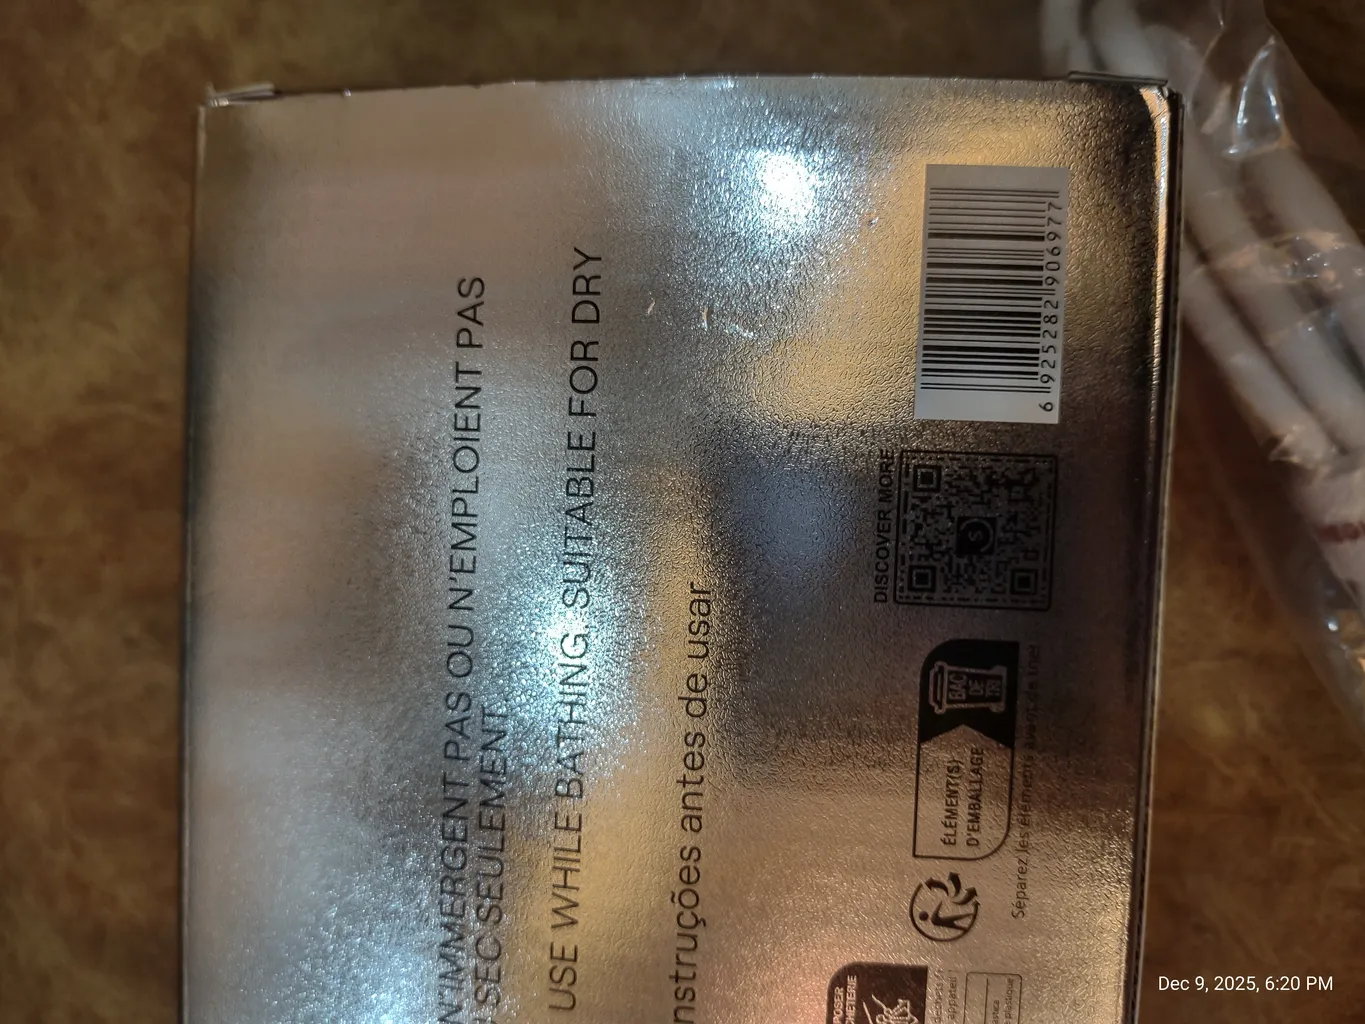 N'IMMERGENT PAS OU N'EMPLOIENT PAS
SEC SEULEMENT.
USE WHILE BATHING, SUITABLE FOR DRY
nstruções antes de usar
6 925282 906977
DISCOVER MORE
BAC
DE
TRI
ÉLÉMENT(S)
D'EMBALLAGE
Séparez les éléments avant de trier
POSER
CHETERIE
Dec 9, 2025, 6:20 PM